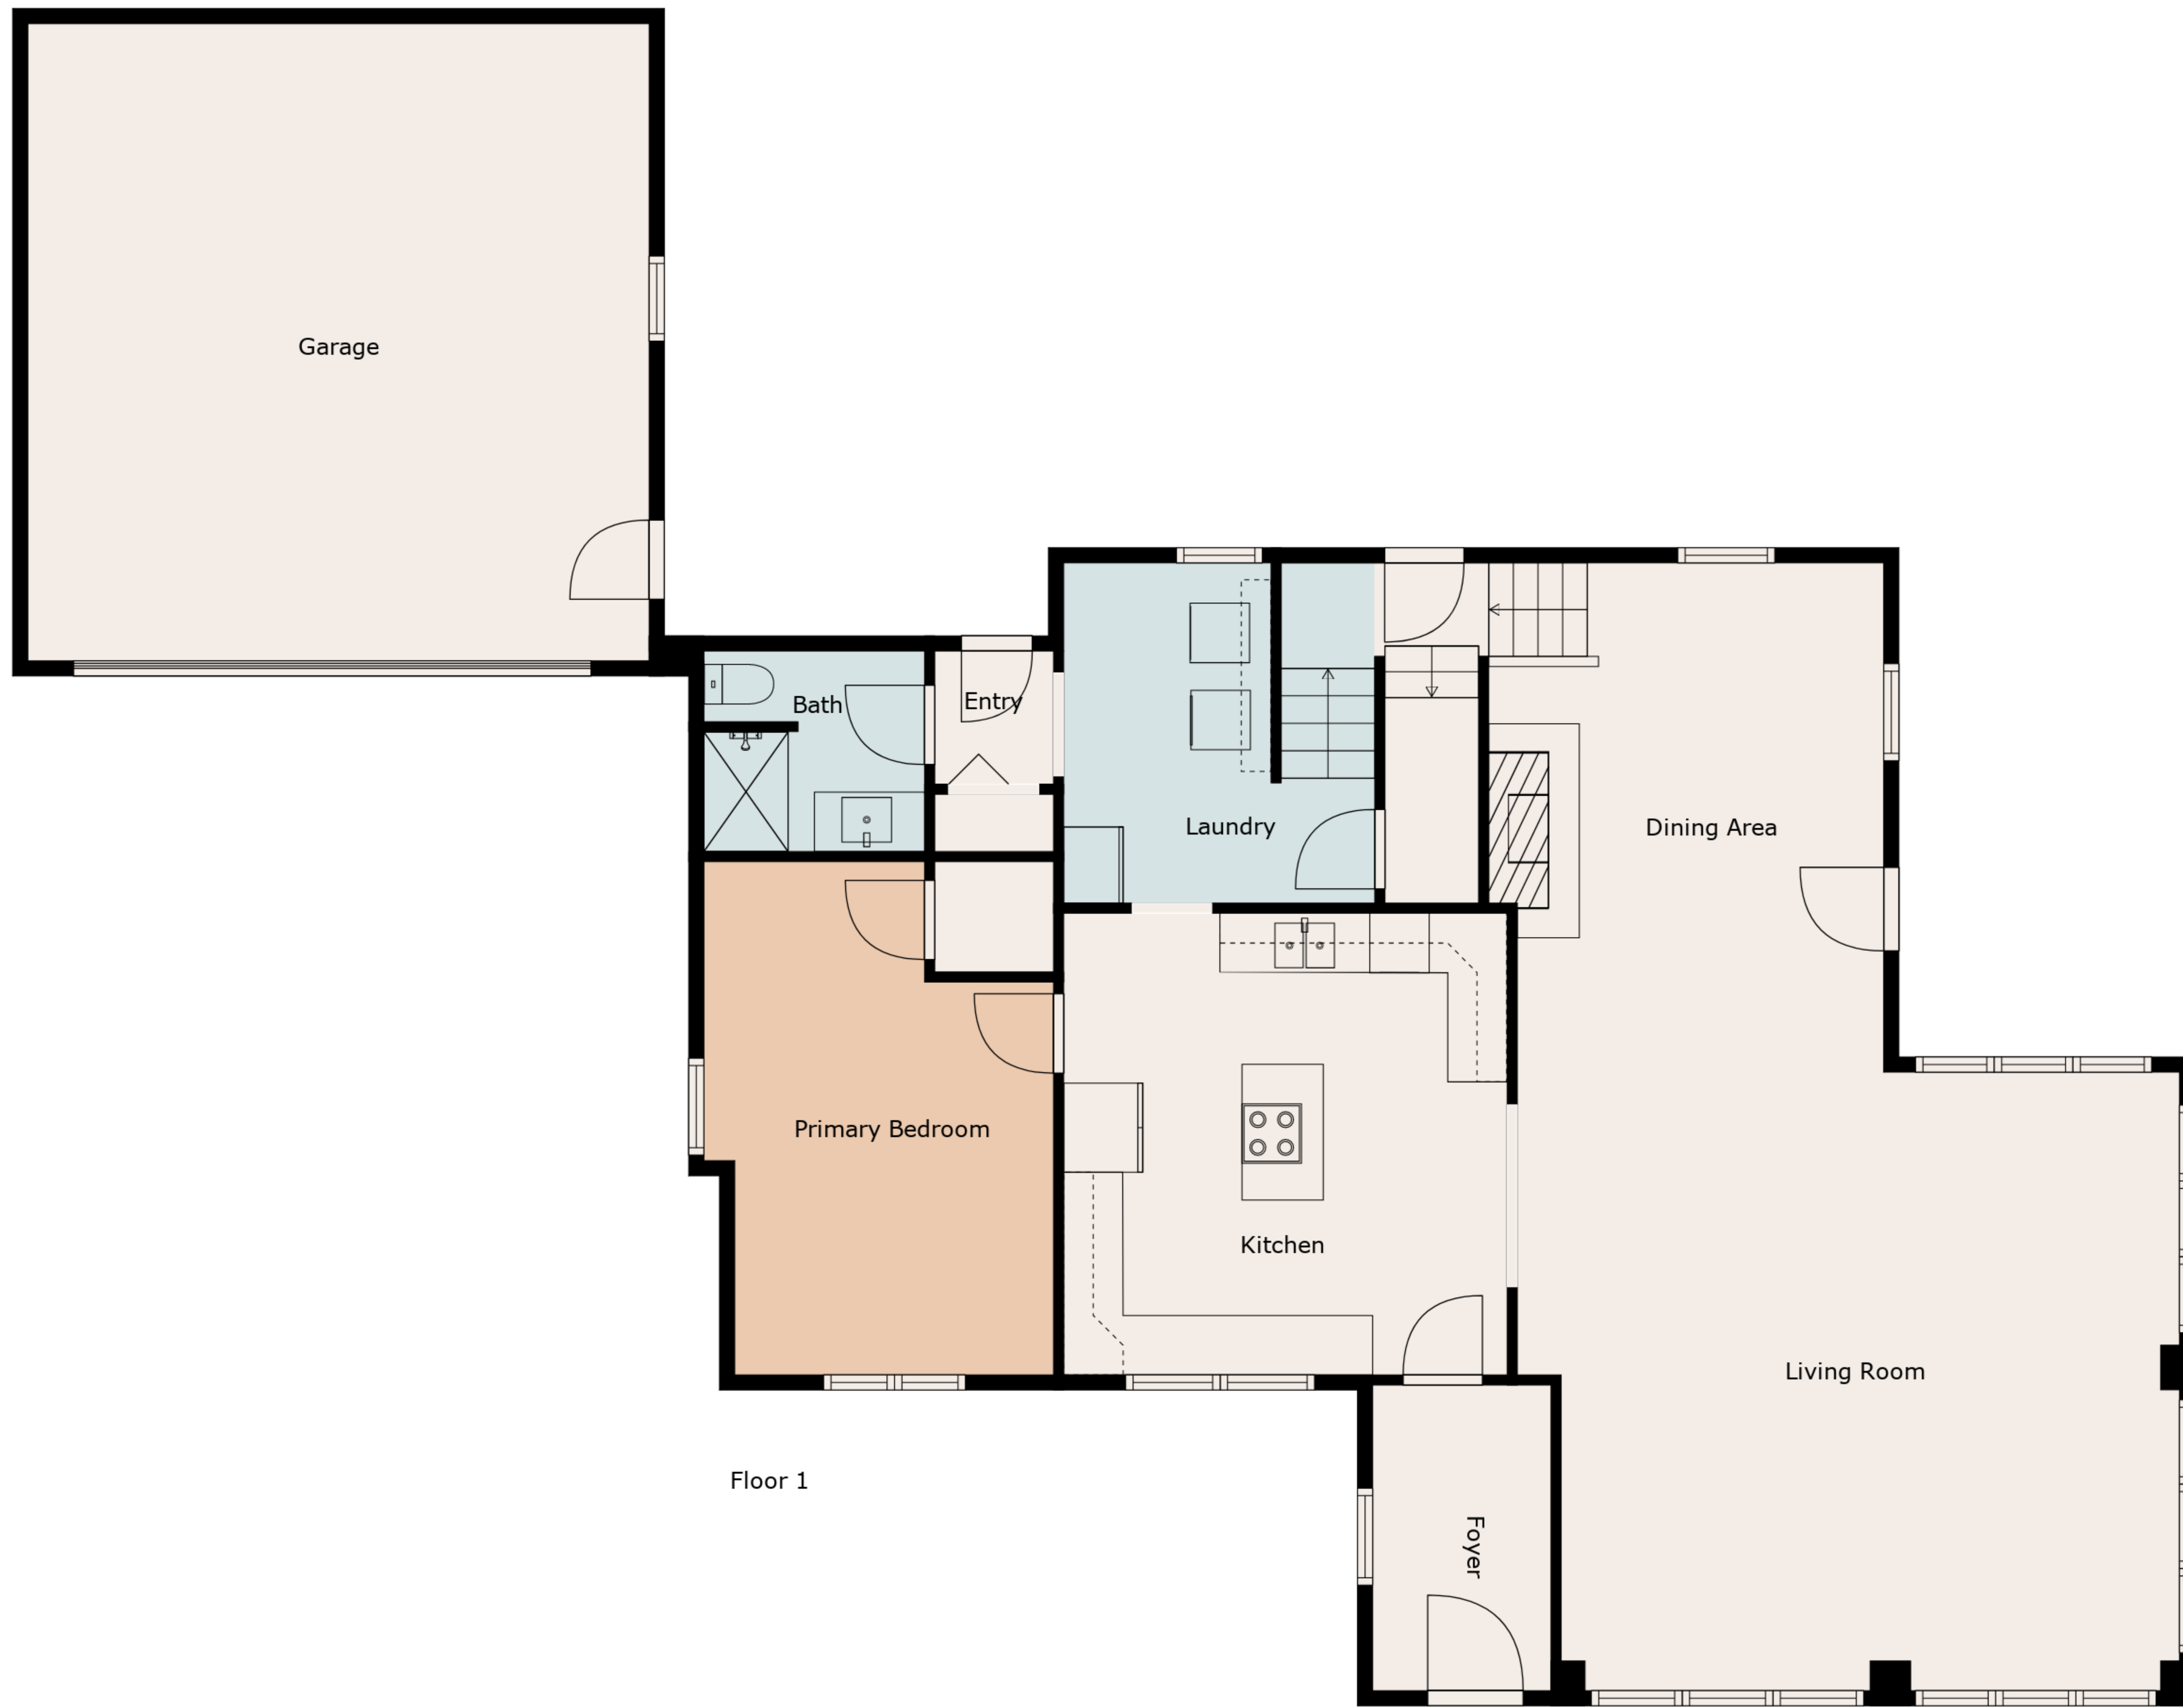 Garage
Bath
Entry
Laundry
Dining Area
Primary Bedroom
Kitchen
Living Room
Floor 1
Foyer